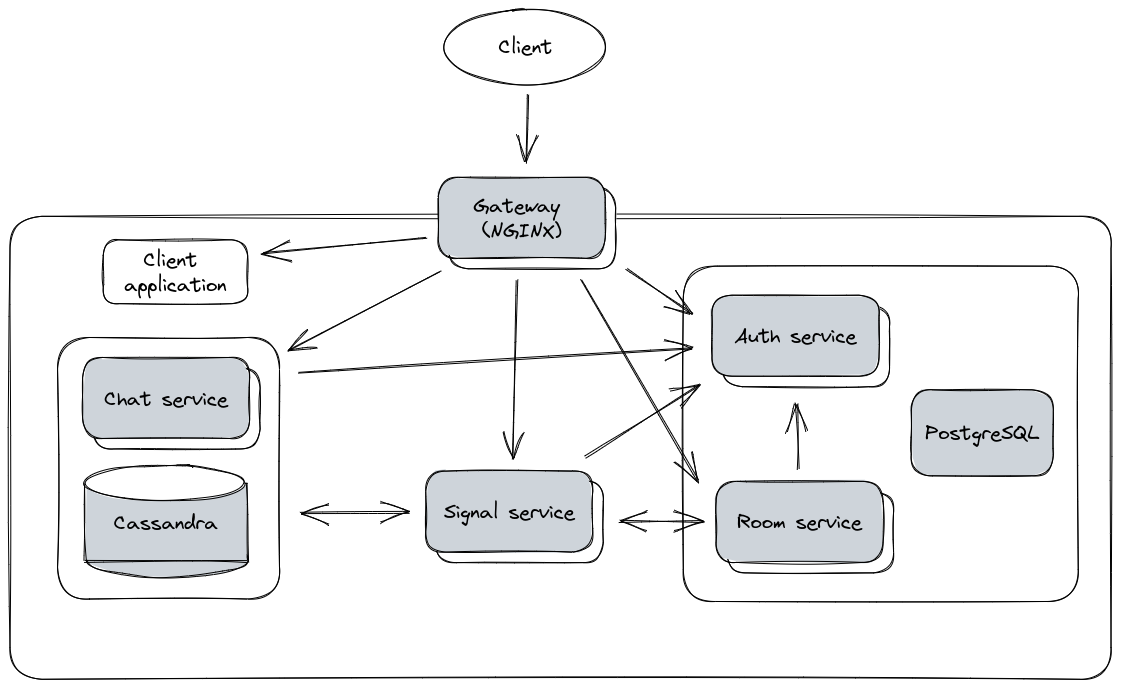 Client
Gateway
(NGINX)
Client
application
Auth service
Chat service
PostgreSQL
Cassandra
Signal service
Room service